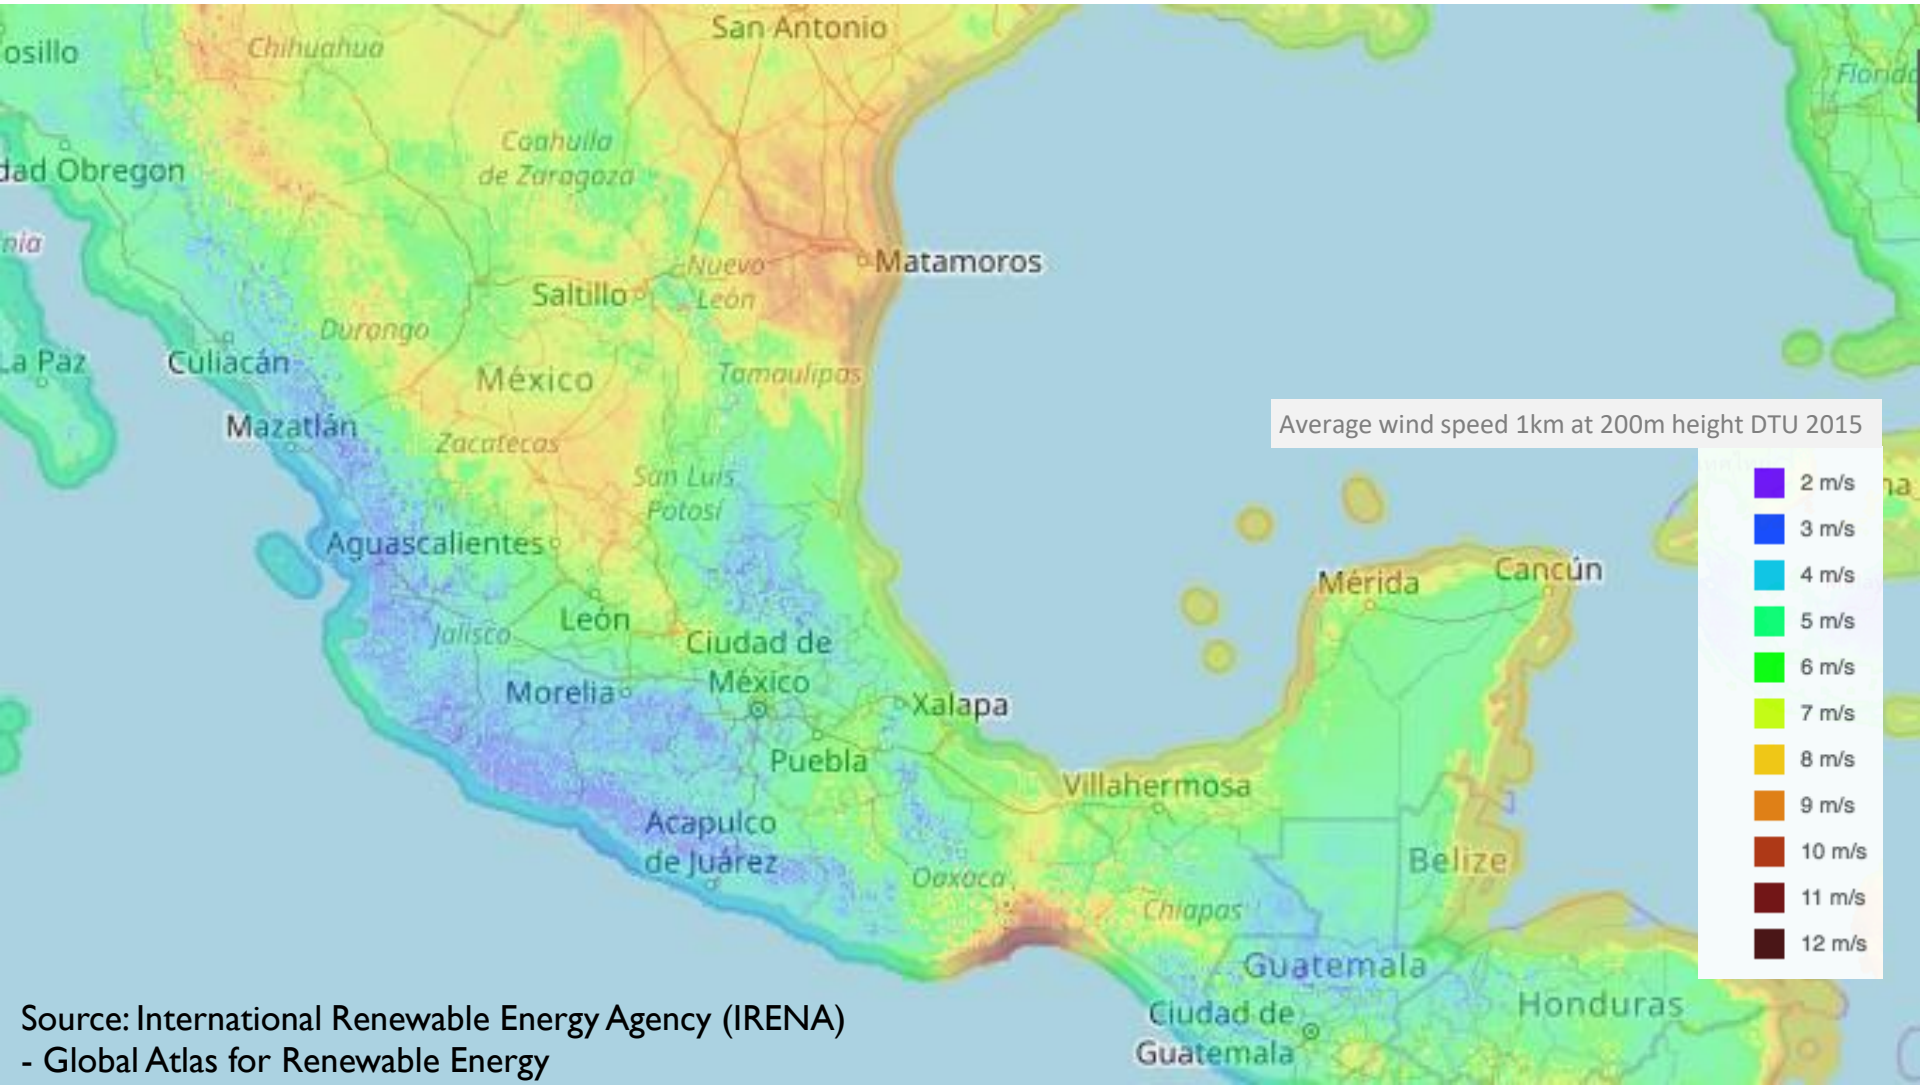 San Antonio
Chihuahua
osillo
Florida
Coahuila
de Zaragoza
dad Obregon
nia
Nuevo
León
Matamoros
Saltillo
Durango
La Paz
Culiacán
México
Tamaulipas
Mazatlán
Zacatecas
San Luis
Potosí
Aguascalientes
León
Jalisco
Ciudad de
México
Morelia
Xalapa
Puebla
Acapulco
de Juárez
Oaxaca
Villahermosa
Chiapas
Mérida
Cancún
Belize
Guatemala
Ciudad de
Guatemala
Honduras
na
Average wind speed 1km at 200m height DTU 2015
2 m/s
3 m/s
4 m/s
5 m/s
6 m/s
7 m/s
8 m/s
9 m/s
10 m/s
11 m/s
12 m/s
Source: International Renewable Energy Agency (IRENA)
- Global Atlas for Renewable Energy